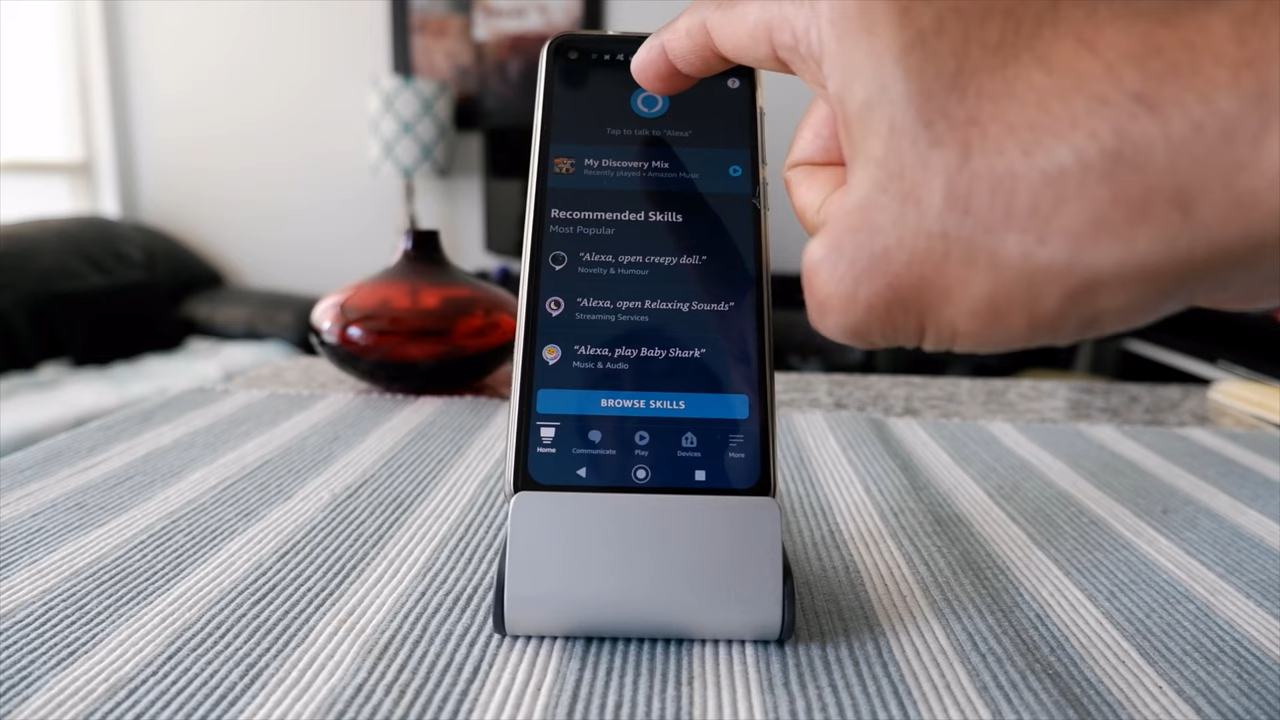 Tap to talk to "Alexa"
My Discovery Mix
Recently played • Amazon Music
Recommended Skills
Most Popular
"Alexa, open creepy doll."
Novelty & Humour
"Alexa, open Relaxing Sounds"
Streaming Services
"Alexa, play Baby Shark"
Music & Audio
BROWSE SKILLS
Home Communicate Play Devices More